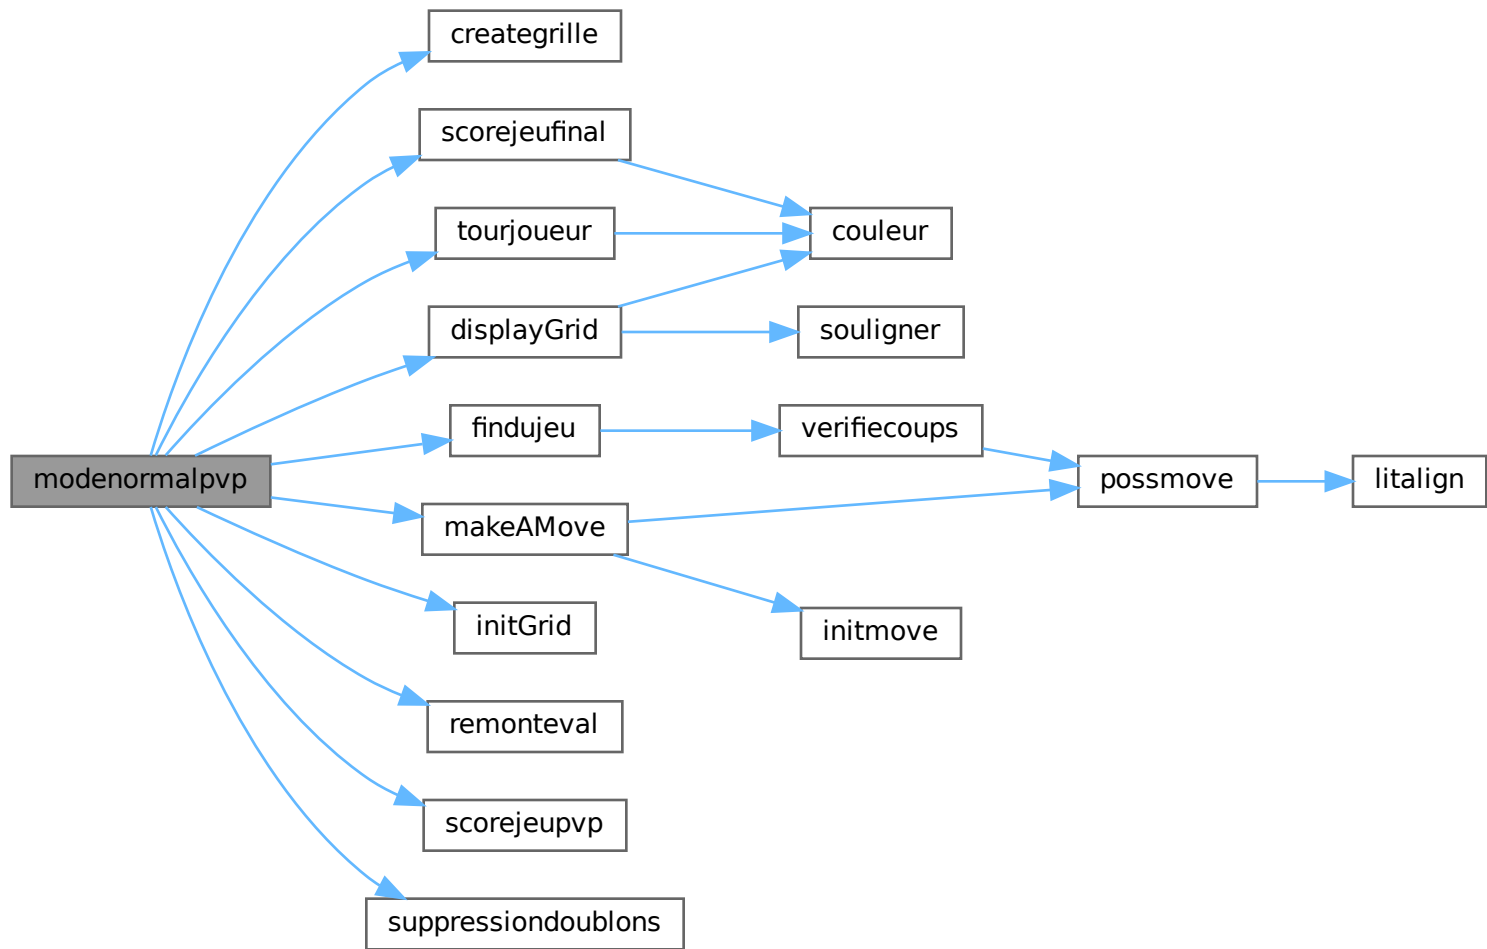 creategrille
scorejeufinal
tourjoueur
couleur
displayGrid
souligner
findujeu
verifiecoups
modenormalpvp
possmove
litalign
makeAMove
initGrid
initmove
remonteval
scorejeupvp
suppressiondoublons